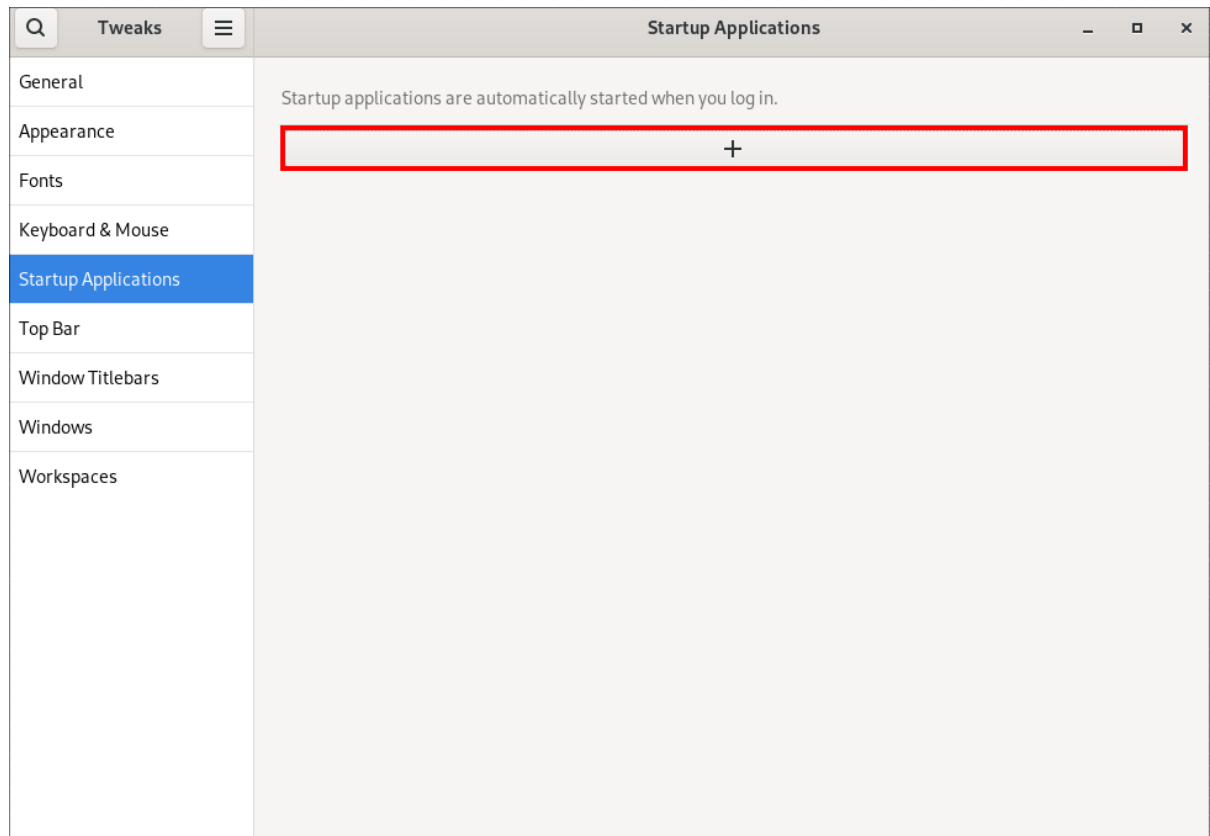 Tweaks
Startup Applications
General
Appearance
Fonts
Keyboard & Mouse
Startup Applications
Top Bar
Window Titlebars
Windows
Workspaces
Startup applications are automatically started when you log in.
+